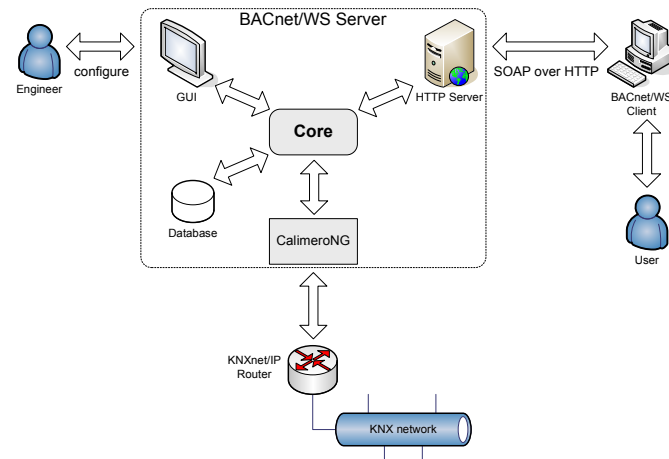 BACnet/WS Server
configure
Engineer
GUI
HTTP Server
SOAP over HTTP
BACnet/WS
Client
Core
Database
CalimeroNG
User
KNXnet/IP
Router
KNX network